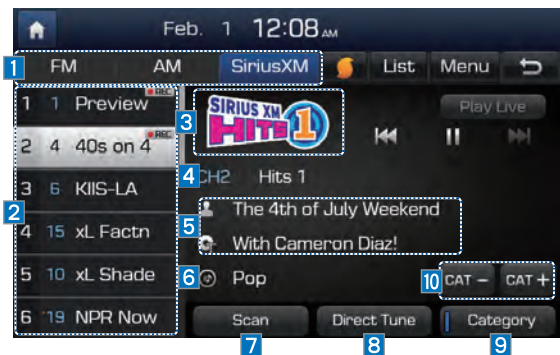 Feb. 1 12:08 AM
1 FM AM SiriusXM List Menu
1 1 Preview REC
2 4 40s on 4 REC
3 6 KIIS-LA
2
4 15 xL Factn
5 10 xL Shade
6 19 NPR Now
3 SIRIUS XM HITS 1
Play Live
4 CH2 Hits 1
5 The 4th of July Weekend
With Cameron Diaz!
6 Pop
10 CAT − CAT +
Scan Direct Tune Category
7 8 9